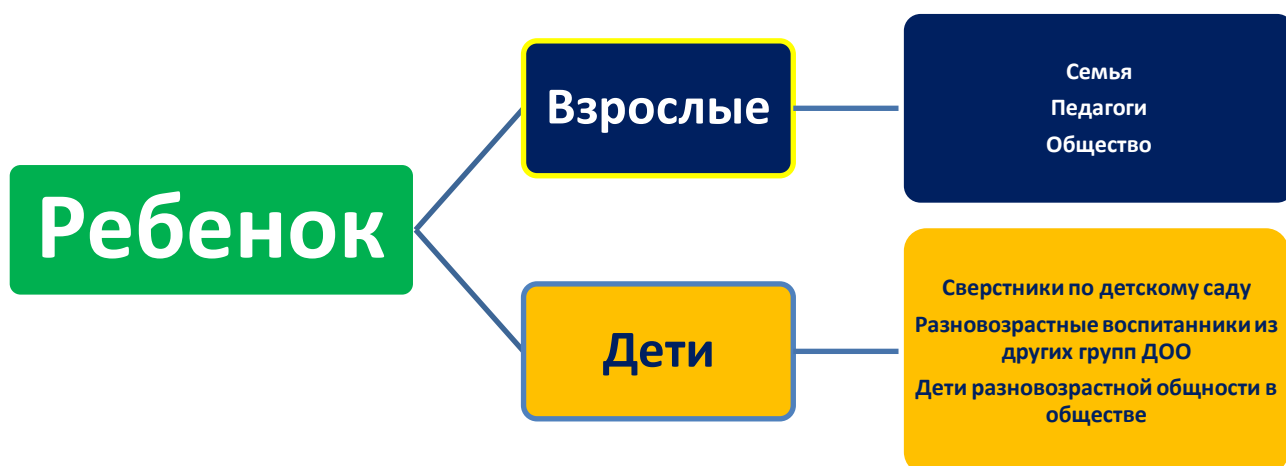 Ребенок
Взрослые
Семья
Педагоги
Общество
Дети
Сверстники по детскому саду
Разновозрастные воспитанники из
других групп ДОО
Дети разновозрастной общности в
обществе